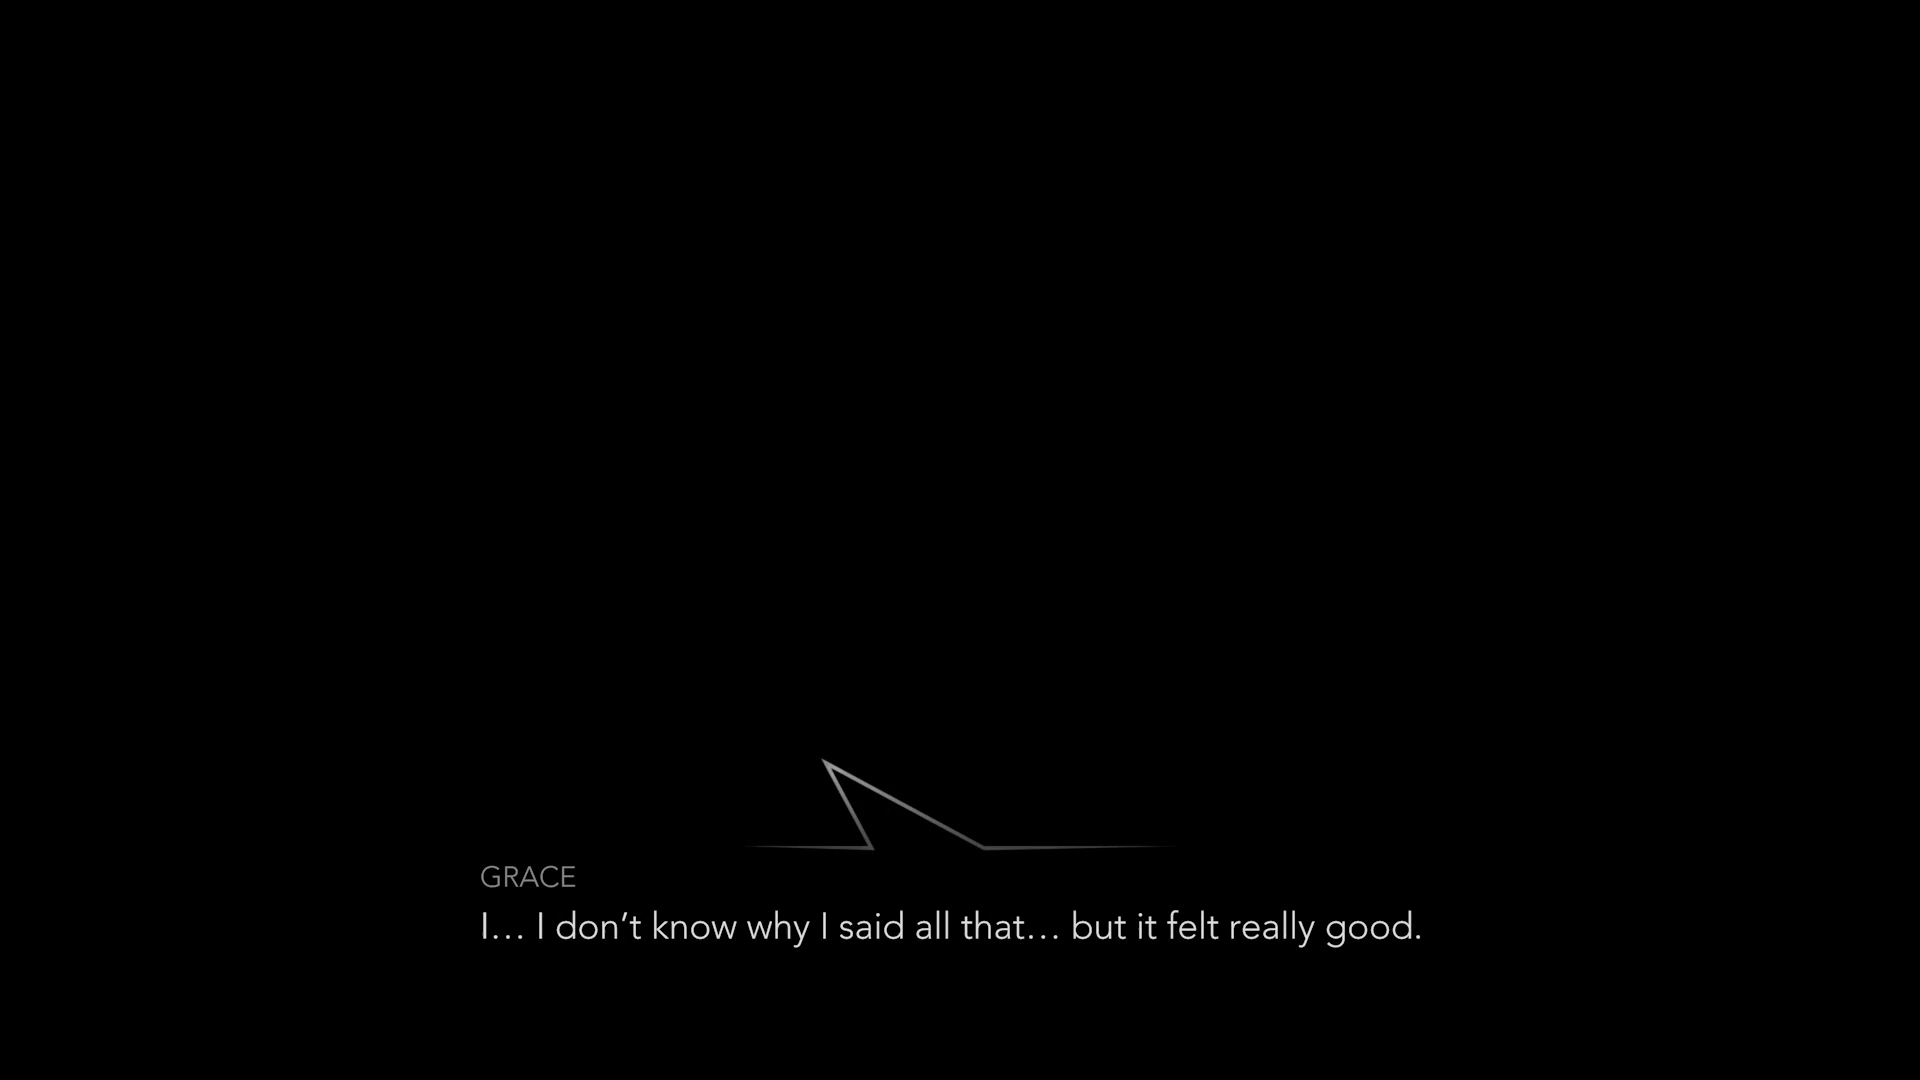 GRACE
I… I don’t know why I said all that… but it felt really good.